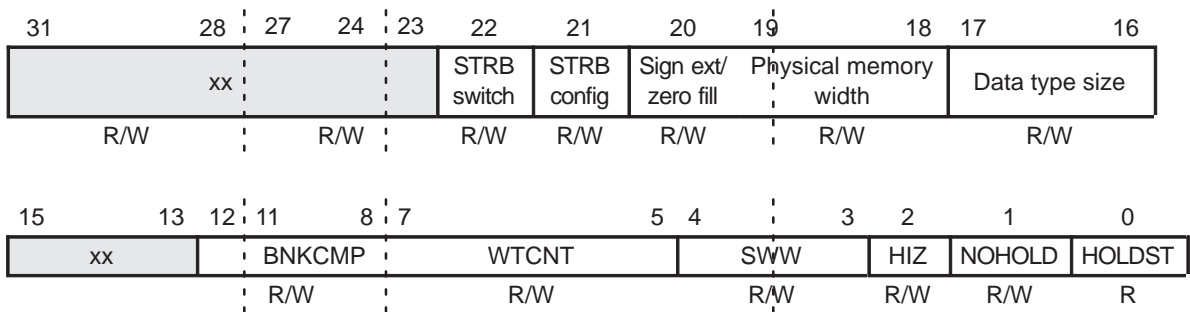 31 28 27 24 23 22 21 20 19 18 17 16
xx STRB switch STRB config Sign ext/ zero fill Physical memory width Data type size
R/W R/W R/W R/W R/W R/W R/W
15 13 12 11 8 7 5 4 3 2 1 0
xx BNKCMP WTCNT SWW HIZ NOHOLD HOLDST
R/W R/W R/W R/W R/W R